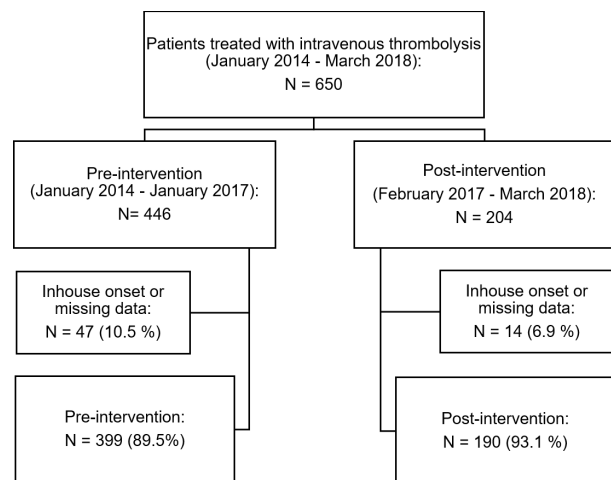 Patients treated with intravenous thrombolysis
(January 2014 - March 2018):
N = 650
Pre-intervention
(January 2014 - January 2017):
N= 446
Post-intervention
(February 2017 - March 2018):
N = 204
Inhouse onset or
missing data:
N = 47 (10.5 %)
Inhouse onset or
missing data:
N = 14 (6.9 %)
Pre-intervention:
N = 399 (89.5%)
Post-intervention:
N = 190 (93.1 %)